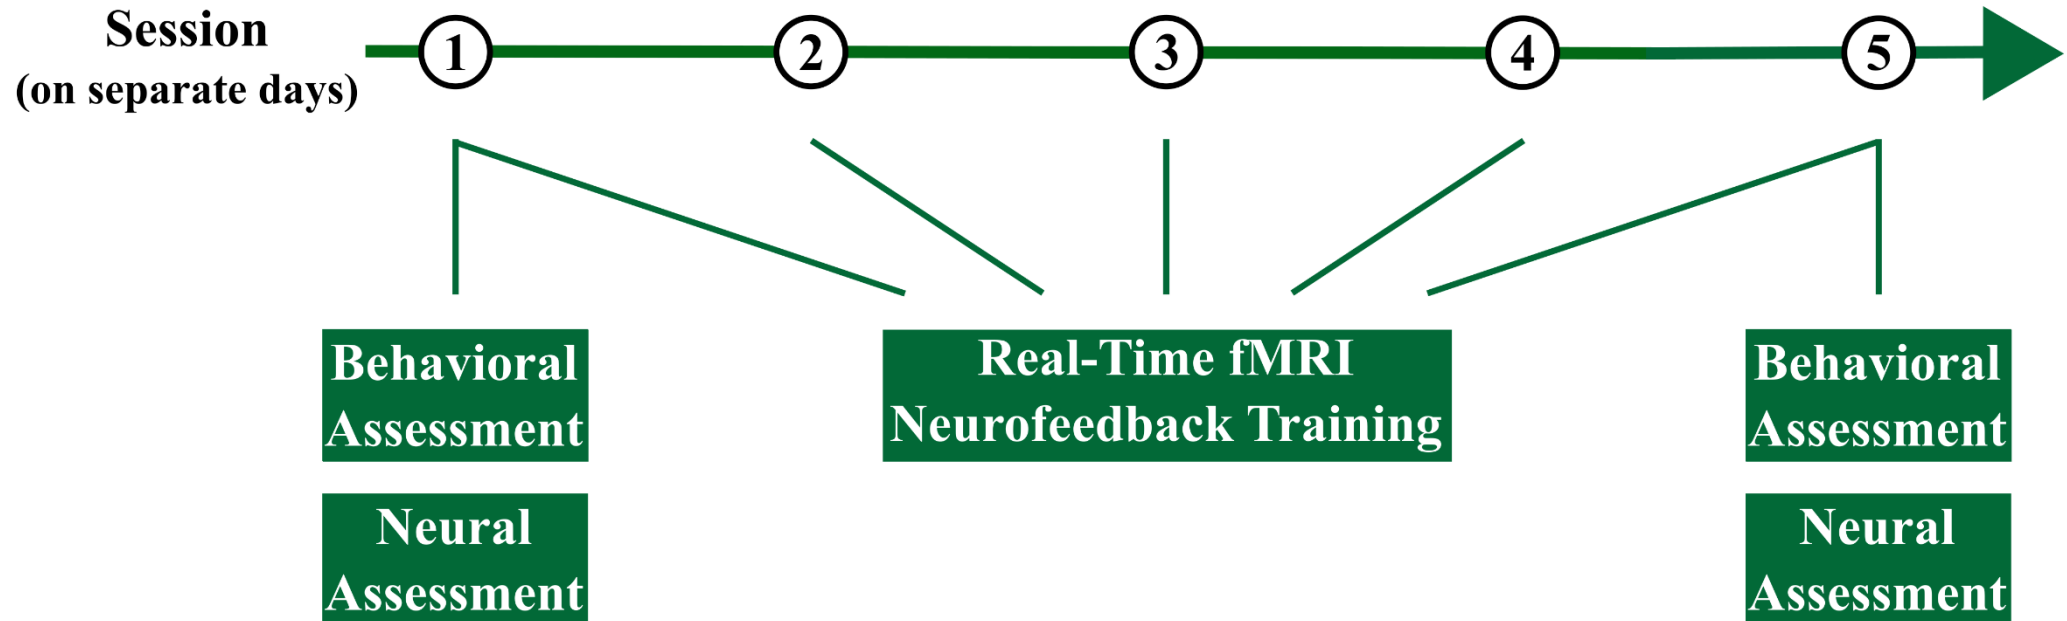 Session
(on separate days)
1
2
3
4
5
Behavioral
Assessment
Neural
Assessment
Real-Time fMRI
Neurofeedback Training
Behavioral
Assessment
Neural
Assessment